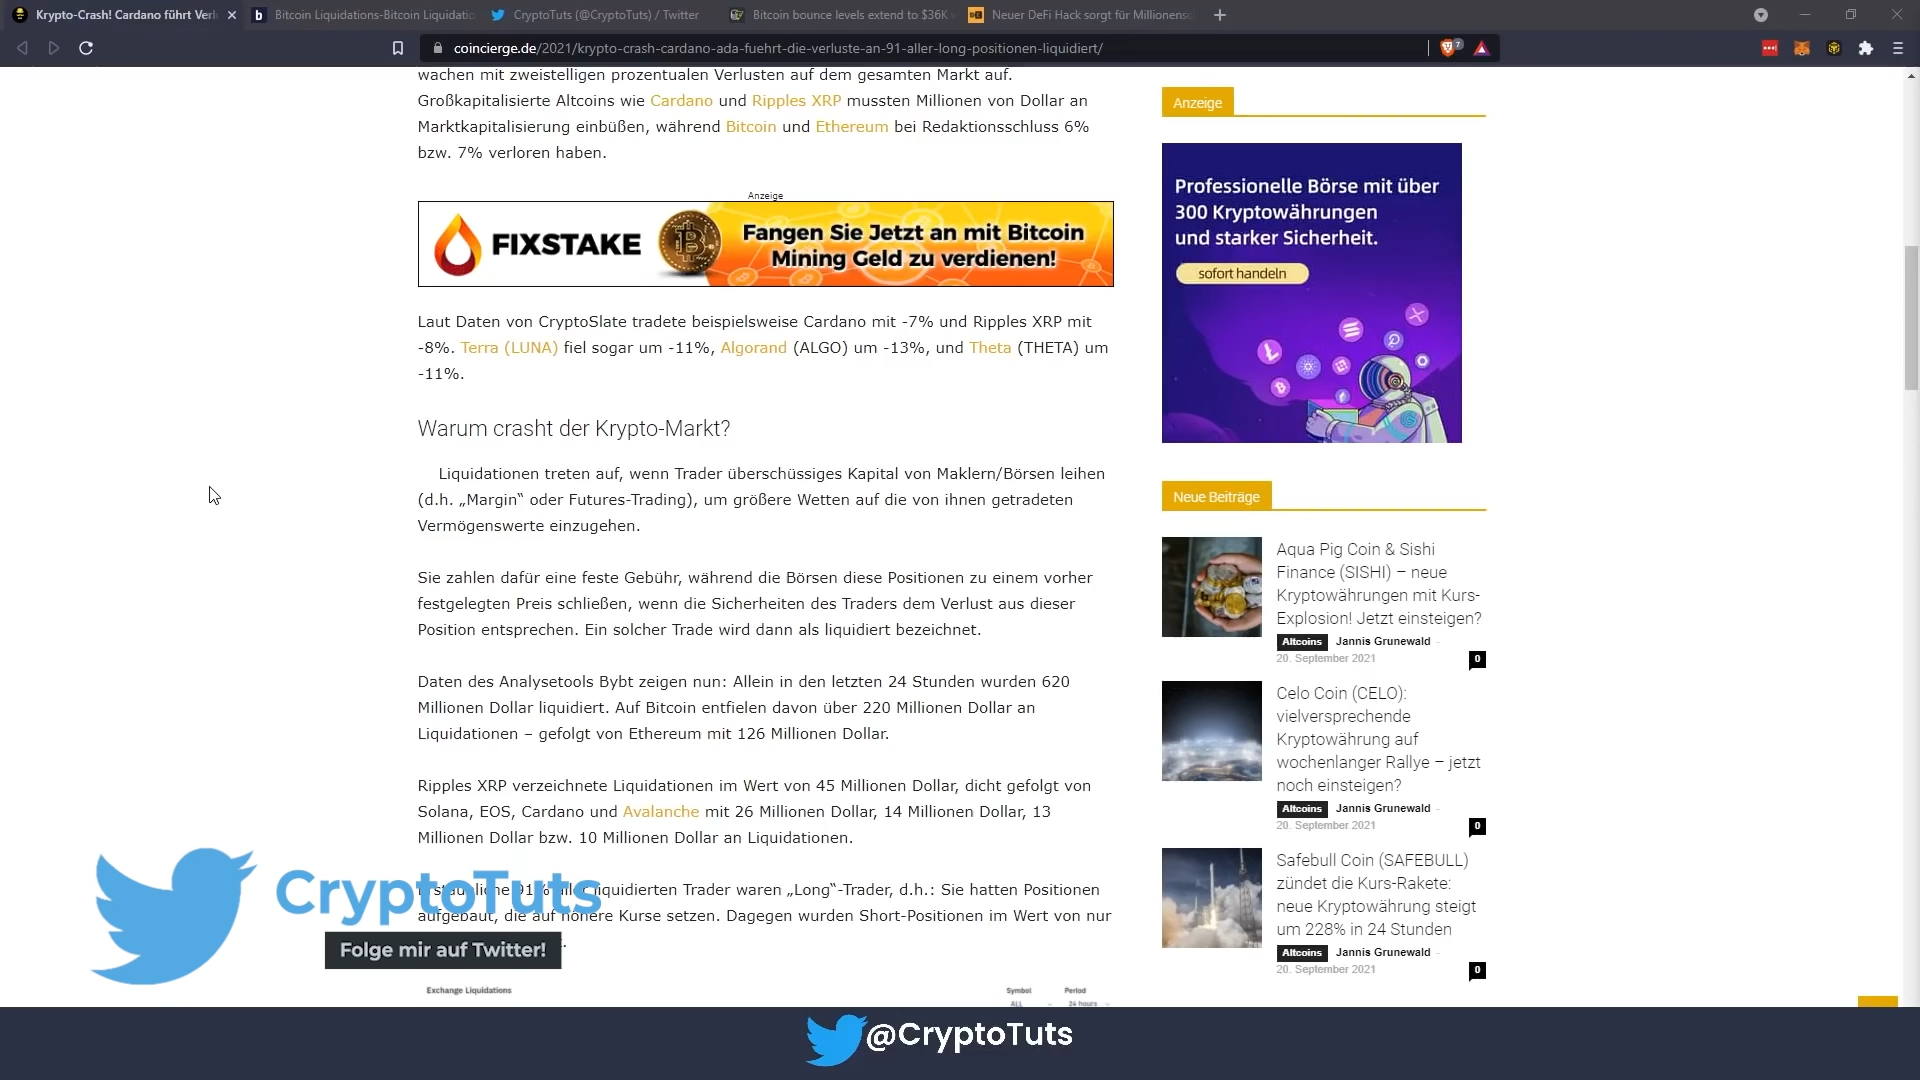 Krypto-Crash! Cardano führt Verl
Bitcoin Liquidations-Bitcoin Liquidatio
CryptoTuts (@CryptoTuts) / Twitter
Bitcoin bounce levels extend to $36K
Neuer DeFi Hack sorgt für Millionensc
coincierge.de/2021/krypto-crash-cardano-ada-fuehrt-die-verluste-an-91-aller-long-positionen-liquidiert/
7
wachen mit zweistelligen prozentualen Verlusten auf dem gesamten Markt auf.
Großkapitalisierte Altcoins wie Cardano und Ripples XRP mussten Millionen von Dollar an
Marktkapitalisierung einbüßen, während Bitcoin und Ethereum bei Redaktionsschluss 6%
bzw. 7% verloren haben.
Anzeige
FIXSTAKE
Fangen Sie Jetzt an mit Bitcoin
Mining Geld zu verdienen!
Laut Daten von CryptoSlate tradete beispielsweise Cardano mit -7% und Ripples XRP mit
-8%. Terra (LUNA) fiel sogar um -11%, Algorand (ALGO) um -13%, und Theta (THETA) um
-11%.
Warum crasht der Krypto-Markt?
Liquidationen treten auf, wenn Trader überschüssiges Kapital von Maklern/Börsen leihen
(d.h. „Margin“ oder Futures-Trading), um größere Wetten auf die von ihnen getradeten
Vermögenswerte einzugehen.
Sie zahlen dafür eine feste Gebühr, während die Börsen diese Positionen zu einem vorher
festgelegten Preis schließen, wenn die Sicherheiten des Traders dem Verlust aus dieser
Position entsprechen. Ein solcher Trade wird dann als liquidiert bezeichnet.
Daten des Analysetools Bybt zeigen nun: Allein in den letzten 24 Stunden wurden 620
Millionen Dollar liquidiert. Auf Bitcoin entfielen davon über 220 Millionen Dollar an
Liquidationen – gefolgt von Ethereum mit 126 Millionen Dollar.
Ripples XRP verzeichnete Liquidationen im Wert von 45 Millionen Dollar, dicht gefolgt von
Solana, EOS, Cardano und Avalanche mit 26 Millionen Dollar, 14 Millionen Dollar, 13
Millionen Dollar bzw. 10 Millionen Dollar an Liquidationen.
91% aller liquidierten Trader waren „Long“-Trader, d.h.: Sie hatten Positionen
aufgebaut, die auf höhere Kurse setzen. Dagegen wurden Short-Positionen im Wert von nur
CryptoTuts
Folge mir auf Twitter!
Exchange Liquidations
Symbol
Period
ALL
24 hours
Anzeige
Professionelle Börse mit über
300 Kryptowährungen
und starker Sicherheit.
sofort handeln
Neue Beiträge
Aqua Pig Coin & Sishi
Finance (SISHI) – neue
Kryptowährungen mit Kurs-
Explosion! Jetzt einsteigen?
Altcoins Jannis Grunewald -
20. September 2021
0
Celo Coin (CELO):
vielversprechende
Kryptowährung auf
wochenlanger Rallye – jetzt
noch einsteigen?
Altcoins Jannis Grunewald -
20. September 2021
0
Safebull Coin (SAFEBULL)
zündet die Kurs-Rakete:
neue Kryptowährung steigt
um 228% in 24 Stunden
Altcoins Jannis Grunewald -
20. September 2021
0
@CryptoTuts